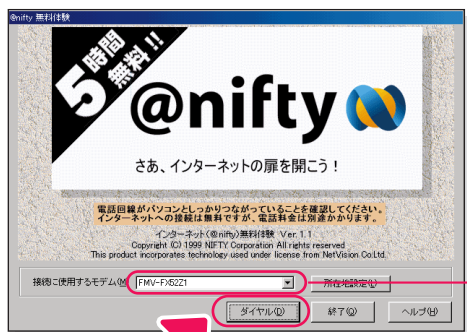 @nifty 無料体験
5時間
無料!!
@nifty
さあ、インターネットの扉を開こう！
電話回線がパソコンとしっかりつながっていることを確認してください。
インターネットへの接続は無料ですが、電話料金は別途かかります。
インターネット(@nifty)無料体験 Ver.1.1
Copyright (C) 1999 NIFTY Corporation All rights reserved
This product incorporates technology used under license from NetVision Co.Ltd.
接続に使用するモデム(M) FMV-FX52Z1 所在地設定(L)
ダイヤル(D) 終了(Q) ヘルプ(H)